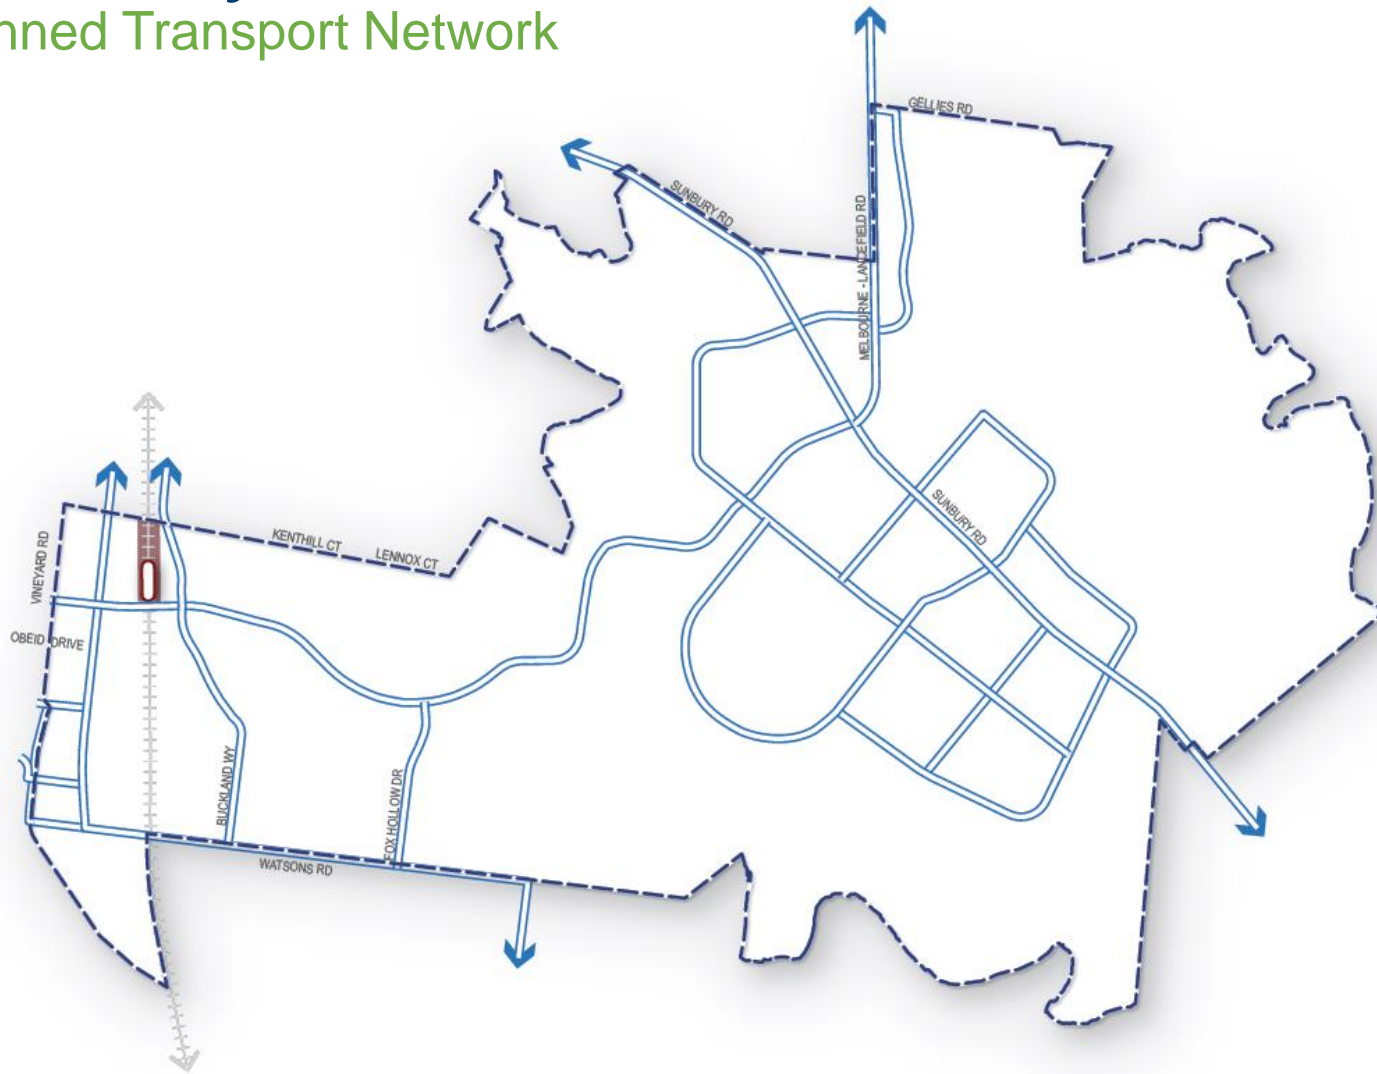 nned Transport Network
GELLIES RD
SUNBURY RD
MELBOURNE - LANCEFIELD RD
SUNBURY RD
KENTHILL CT
LENNOX CT
VINEYARD RD
OBEID DRIVE
BUCKLAND WY
FOX HOLLOW DR
WATSONS RD